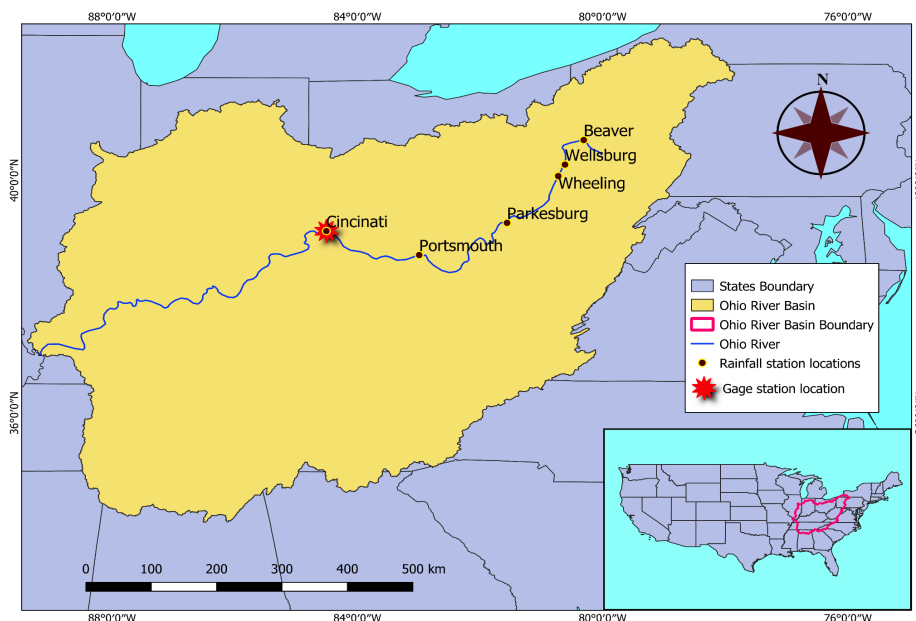 88°0'0"W 84°0'0"W 80°0'0"W 76°0'0"W
N
Beaver
Wellsburg
Wheeling
40°0'0"N
Parkesburg
Cincinati
Portsmouth
States Boundary
Ohio River Basin
Ohio River Basin Boundary
Ohio River
Rainfall station locations
Gage station location
36°0'0"N
0 100 200 300 400 500 km
88°0'0"W 84°0'0"W 80°0'0"W 76°0'0"W